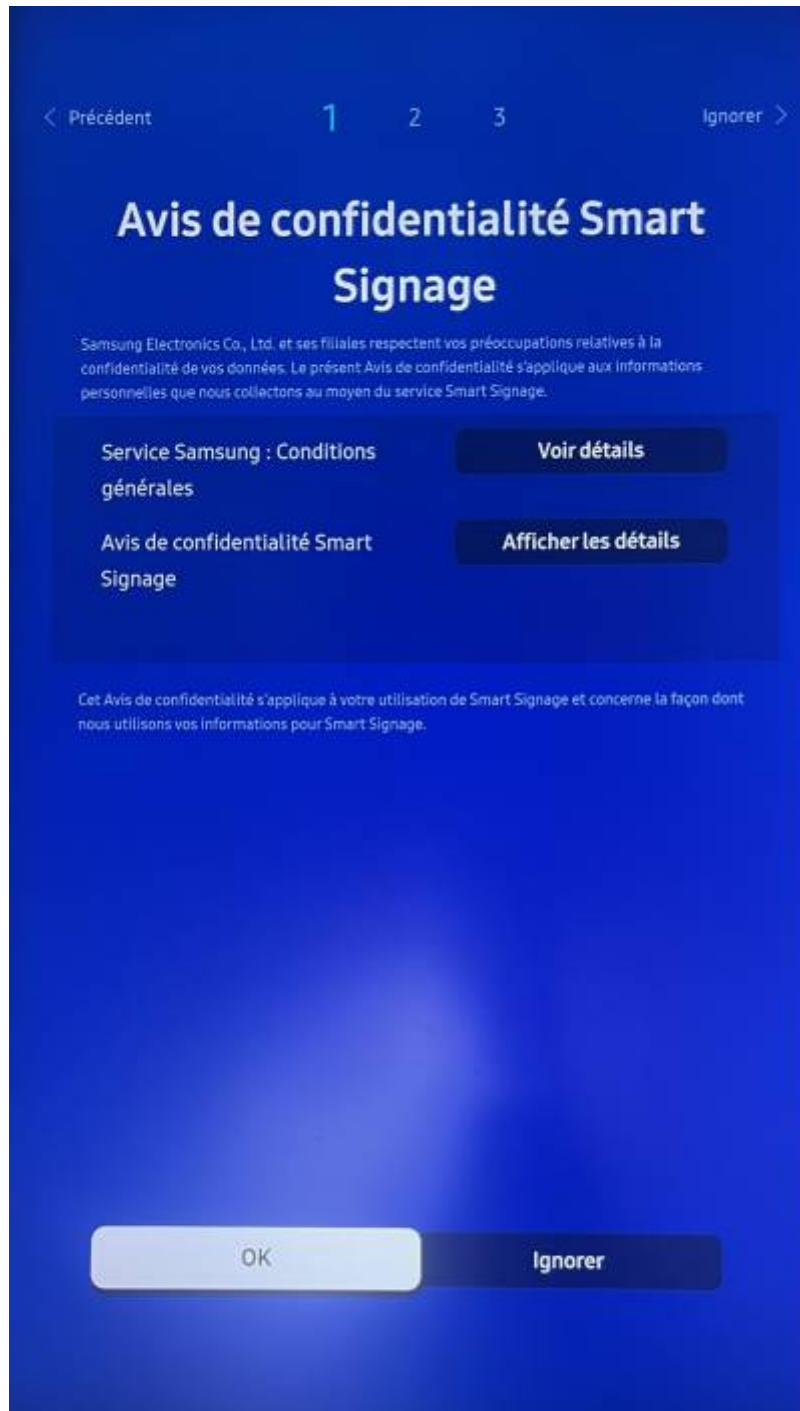 Précédent 1 2 3 Ignorer
Avis de confidentialité Smart
Signage
Samsung Electronics Co., Ltd. et ses filiales respectent vos préoccupations relatives à la
confidentialité de vos données. Le présent Avis de confidentialité s'applique aux informations
personnelles que nous collectons au moyen du service Smart Signage.
Service Samsung : Conditions
générales
Voir détails
Avis de confidentialité Smart
Signage
Afficher les détails
Cet Avis de confidentialité s'applique à votre utilisation de Smart Signage et concerne la façon dont
nous utilisons vos informations pour Smart Signage.
OK
Ignorer